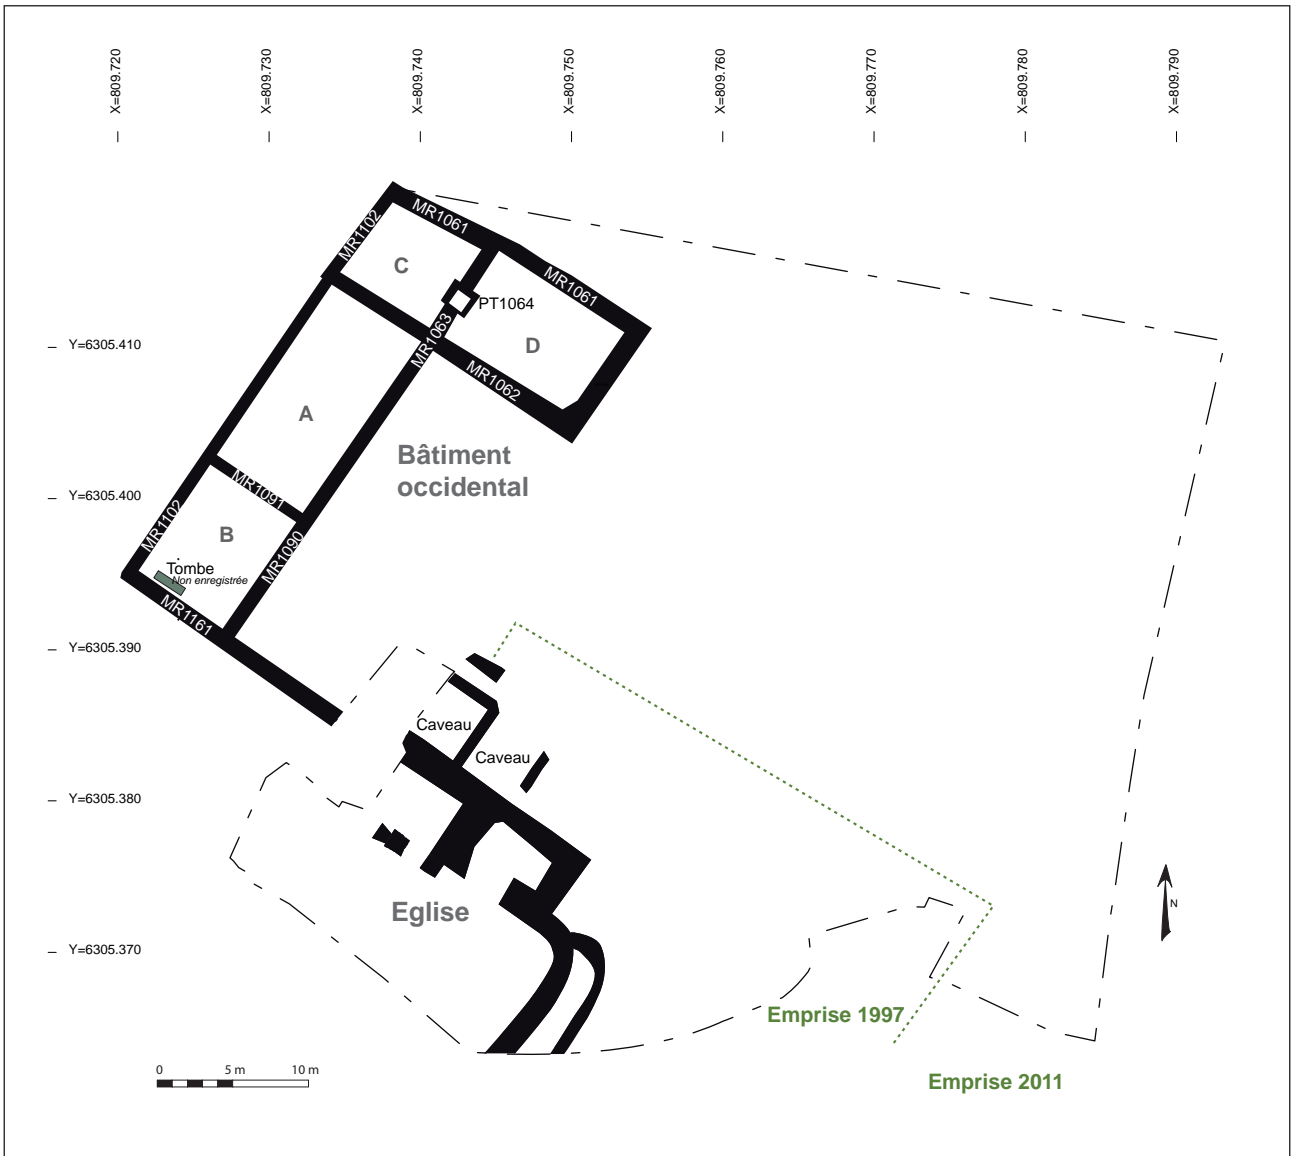 X=809.720
X=809.730
X=809.740
X=809.750
X=809.760
X=809.770
X=809.780
X=809.790
MR1102
MR1061
C
MR1061
PT1064
Y=6305.410
MR1063
D
MR1062
A
Bâtiment
occidental
Y=6305.400
MR1091
MR1102
B
MR1090
Tombe
Non enregistrée
MR1161
Y=6305.390
Caveau
Caveau
Y=6305.380
Eglise
N
Y=6305.370
Emprise 1997
0 5 m 10 m
Emprise 2011